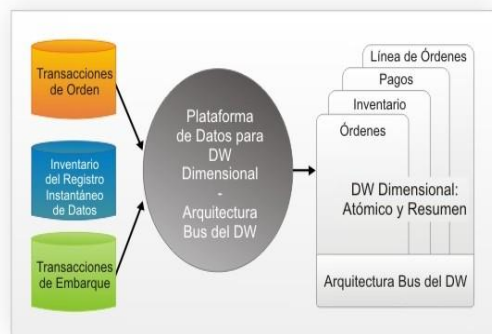 Transacciones
de Orden
Inventario
del Registro
Instantáneo
de Datos
Transacciones
de Embarque
Plataforma
de Datos para
DW
Dimensional
-
Arquitectura
Bus del DW
Línea de Órdenes
Pagos
Inventario
Órdenes
DW Dimensional:
Atómico y Resumen
Arquitectura Bus del DW